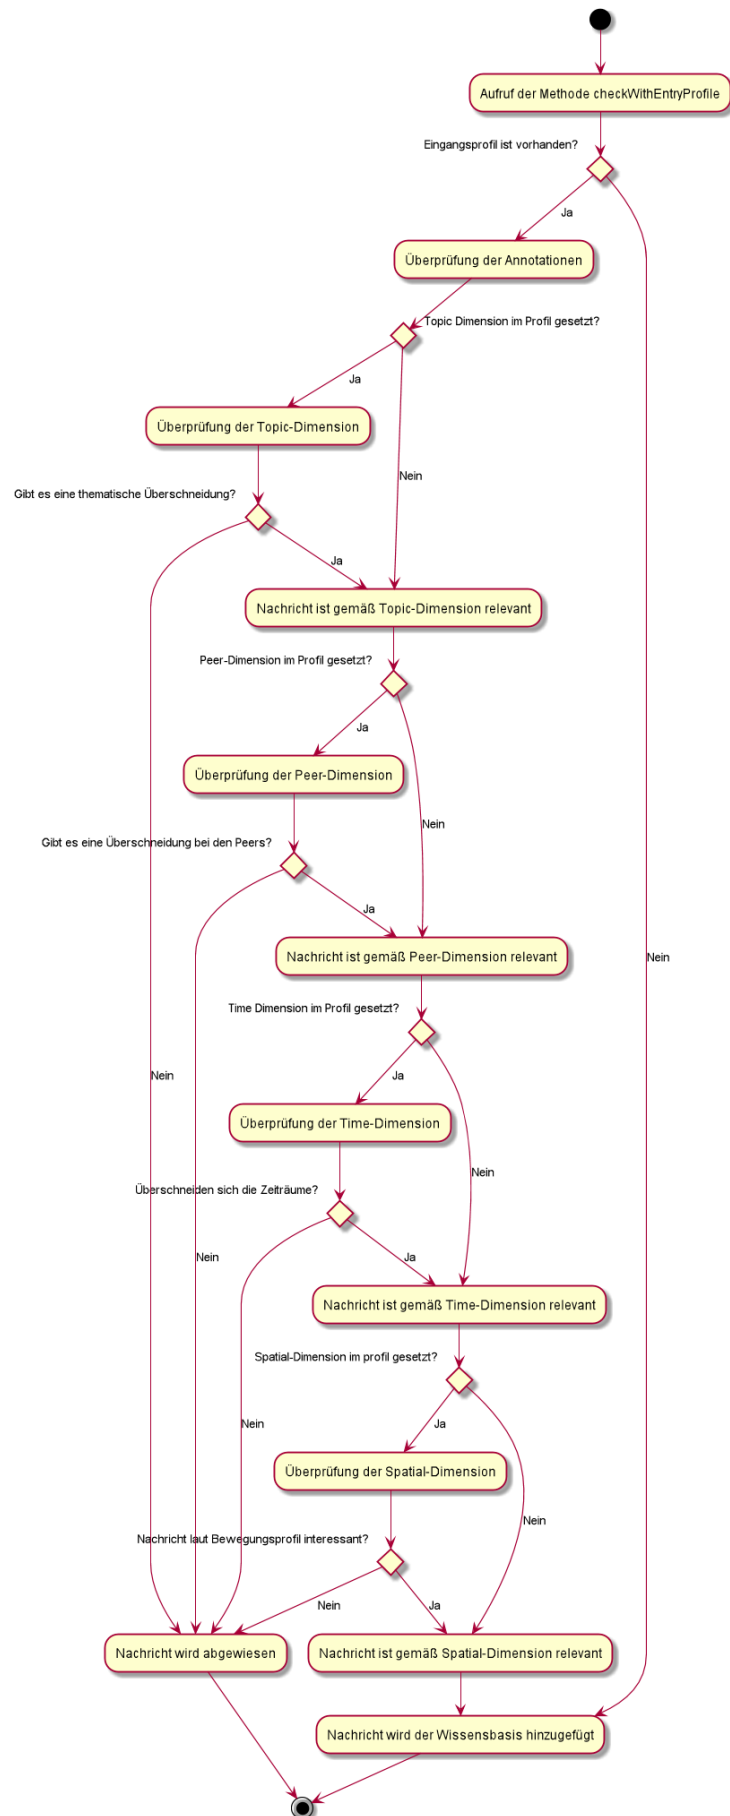 Aufruf der Methode checkWithEntryProfile
Eingangsprofil ist vorhanden?
Ja
Überprüfung der Annotationen
Topic Dimension im Profil gesetzt?
Ja
Überprüfung der Topic-Dimension
Nein
Gibt es eine thematische Überschneidung?
Ja
Nachricht ist gemäß Topic-Dimension relevant
Peer-Dimension im Profil gesetzt?
Ja
Überprüfung der Peer-Dimension
Nein
Gibt es eine Überschneidung bei den Peers?
Ja
Nachricht ist gemäß Peer-Dimension relevant
Nein
Time Dimension im Profil gesetzt?
Nein
Ja
Überprüfung der Time-Dimension
Nein
Überschneiden sich die Zeiträume?
Nein
Ja
Nachricht ist gemäß Time-Dimension relevant
Spatial-Dimension im profil gesetzt?
Nein
Ja
Überprüfung der Spatial-Dimension
Nein
Nachricht laut Bewegungsprofil interessant?
Nein
Ja
Nachricht wird abgewiesen
Nachricht ist gemäß Spatial-Dimension relevant
Nachricht wird der Wissensbasis hinzugefügt